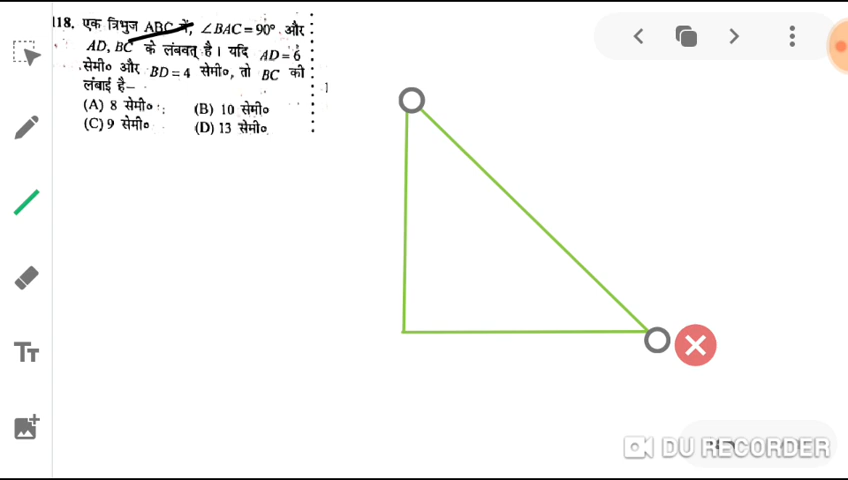 118. एक त्रिभुज ABC में, ∠BAC = 90° और
AD, BC के लंबवत् है। यदि AD = 6
सेमी० और BD = 4 सेमी०, तो BC की
लंबाई है–
(A) 8 सेमी० (B) 10 सेमी०
(C) 9 सेमी० (D) 13 सेमी०
TT
DU RECORDER